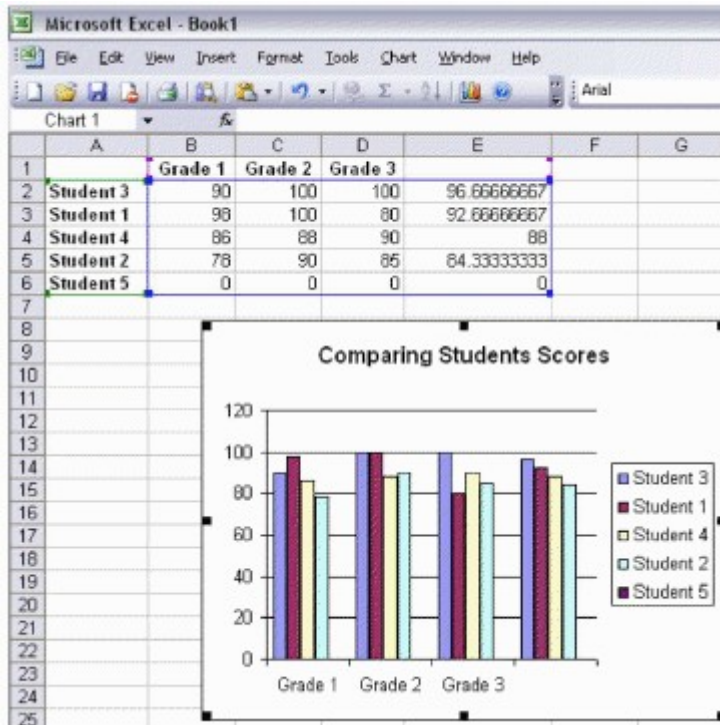 Microsoft Excel - Book1
File Edit View Insert Format Tools Chart Window Help
Arial
Chart 1 fx
A B C D E F G
1 Grade 1 Grade 2 Grade 3
2 Student 3 90 100 100 96.66666667
3 Student 1 98 100 80 92.66666667
4 Student 4 86 88 90 88
5 Student 2 78 90 85 84.33333333
6 Student 5 0 0 0 0
7
8
9
10
11
12
13
14
15
16
17
18
19
20
21
22
23
24
25
Comparing Students Scores
120
100
80
60
40
20
0
Grade 1 Grade 2 Grade 3
Student 3
Student 1
Student 4
Student 2
Student 5